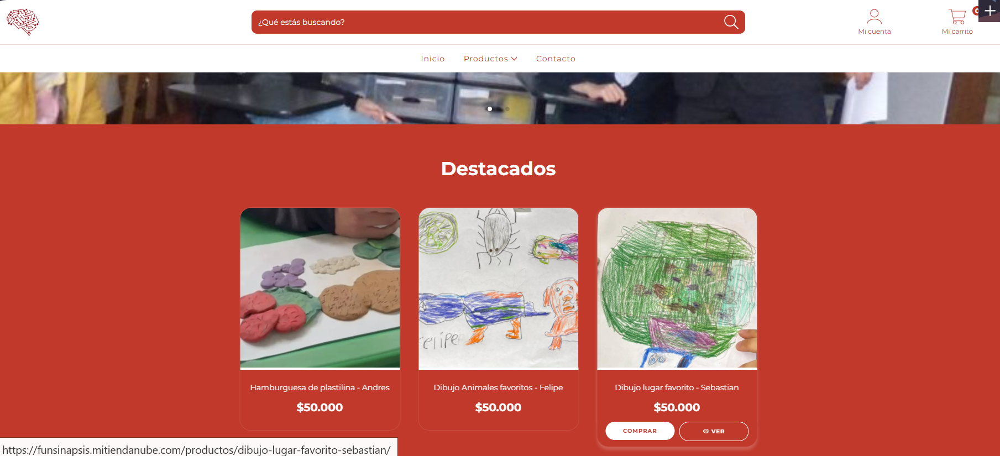 ¿Qué estás buscando?
Mi cuenta
Mi carrito
Inicio
Productos
Contacto
Destacados
Felipe
Hamburguesa de plastilina - Andres
$50.000
Dibujo Animales favoritos - Felipe
$50.000
Dibujo lugar favorito - Sebastian
$50.000
COMPRAR
VER
https://funsinapsis.mitiendanube.com/productos/dibujo-lugar-favorito-sebastian/